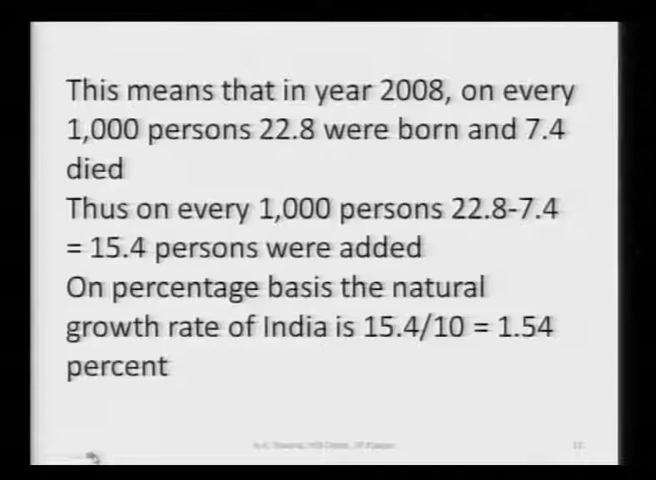 This means that in year 2008, on every
1,000 persons 22.8 were born and 7.4
died
Thus on every 1,000 persons 22.8-7.4
= 15.4 persons were added
On percentage basis the natural
growth rate of India is 15.4/10 = 1.54
percent